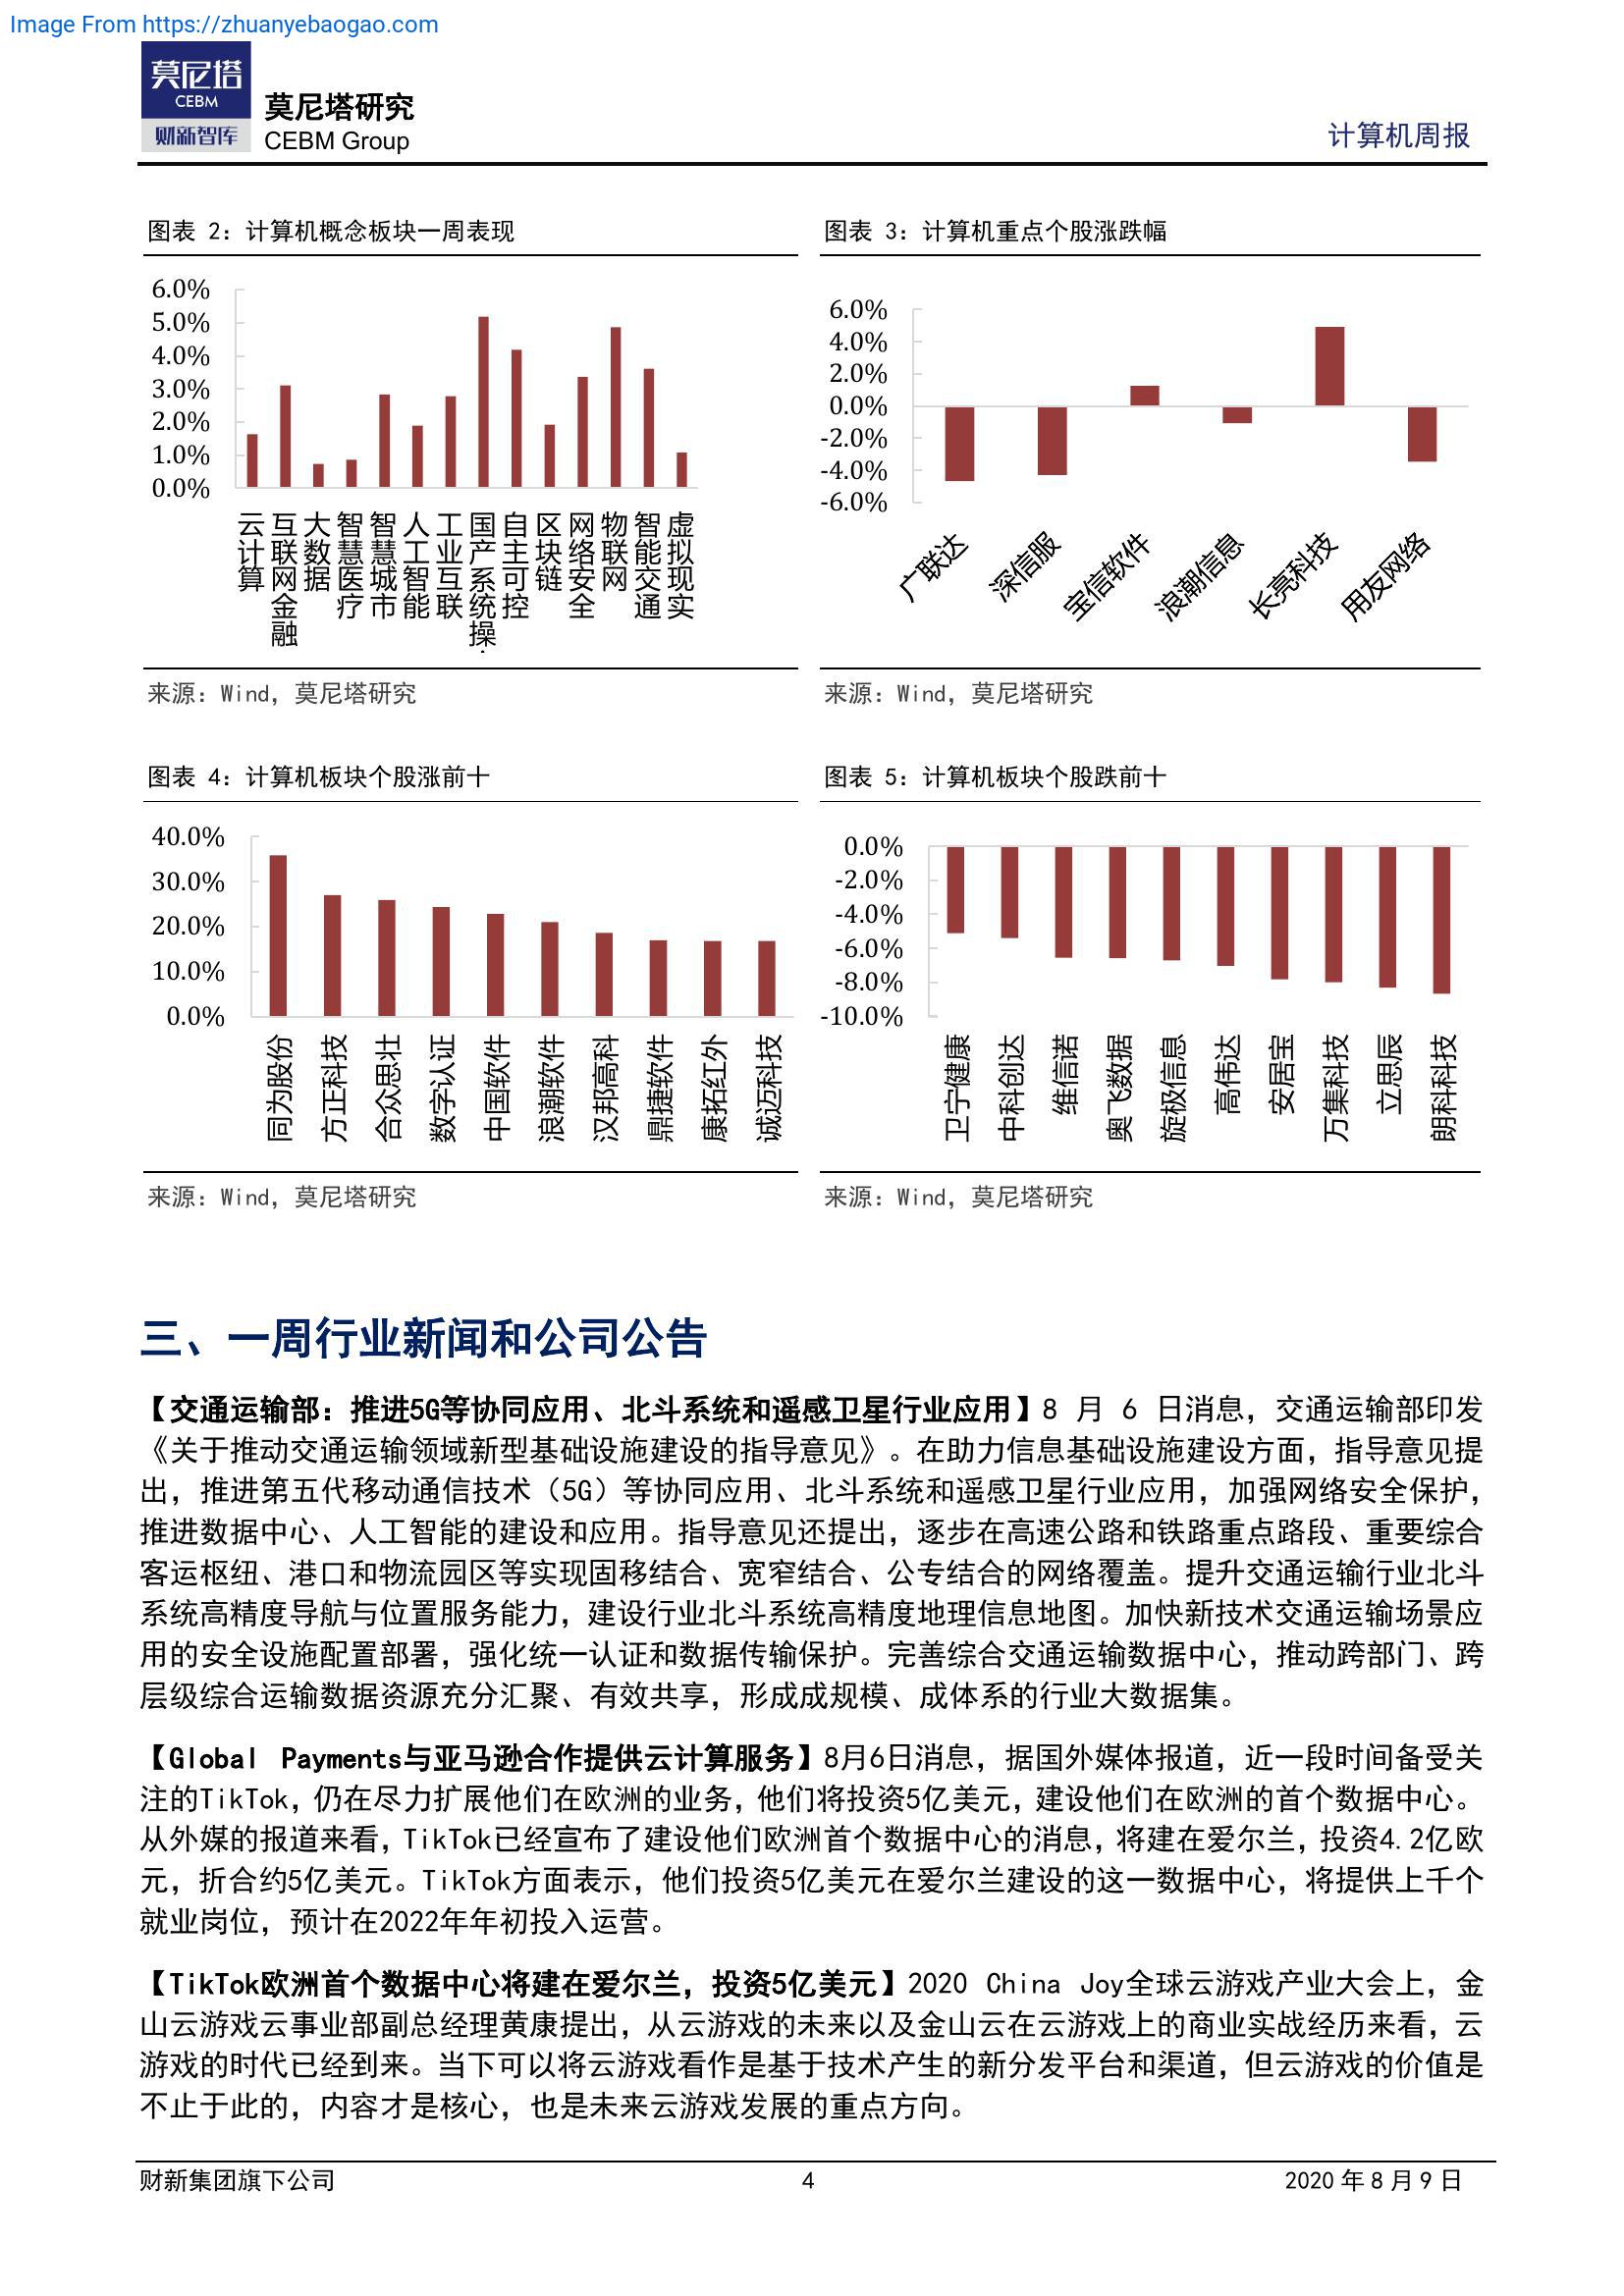 Image From https://zhuanyebaogao.com
莫尼塔
CEBM
财新智库
莫尼塔研究
CEBM Group
计算机周报
图表 2：计算机概念板块一周表现
6.0%
5.0%
4.0%
3.0%
2.0%
1.0%
0.0%
云计算
互联网金融
大数据
智慧医疗
智慧城市
人工智能
工业互联
国产系统操
自主可控
区块链
网络安全
物联网
智能交通
虚拟现实
来源：Wind，莫尼塔研究
图表 3：计算机重点个股涨跌幅
6.0%
4.0%
2.0%
0.0%
-2.0%
-4.0%
-6.0%
广联达
深信服
宝信软件
浪潮信息
长亮科技
用友网络
来源：Wind，莫尼塔研究
图表 4：计算机板块个股涨前十
40.0%
30.0%
20.0%
10.0%
0.0%
同为股份
方正科技
合众思壮
数字认证
中国软件
浪潮软件
汉邦高科
鼎捷软件
康拓红外
诚迈科技
来源：Wind，莫尼塔研究
图表 5：计算机板块个股跌前十
0.0%
-2.0%
-4.0%
-6.0%
-8.0%
-10.0%
卫宁健康
中科创达
维信诺
奥飞数据
旋极信息
高伟达
安居宝
万集科技
立思辰
朗科科技
来源：Wind，莫尼塔研究
三、一周行业新闻和公司公告
【交通运输部：推进5G等协同应用、北斗系统和遥感卫星行业应用】8 月 6 日消息，交通运输部印发
《关于推动交通运输领域新型基础设施建设的指导意见》。在助力信息基础设施建设方面，指导意见提
出，推进第五代移动通信技术（5G）等协同应用、北斗系统和遥感卫星行业应用，加强网络安全保护，
推进数据中心、人工智能的建设和应用。指导意见还提出，逐步在高速公路和铁路重点路段、重要综合
客运枢纽、港口和物流园区等实现固移结合、宽窄结合、公专结合的网络覆盖。提升交通运输行业北斗
系统高精度导航与位置服务能力，建设行业北斗系统高精度地理信息地图。加快新技术交通运输场景应
用的安全设施配置部署，强化统一认证和数据传输保护。完善综合交通运输数据中心，推动跨部门、跨
层级综合运输数据资源充分汇聚、有效共享，形成成规模、成体系的行业大数据集。
【Global Payments与亚马逊合作提供云计算服务】8月6日消息，据国外媒体报道，近一段时间备受关
注的TikTok，仍在尽力扩展他们在欧洲的业务，他们将投资5亿美元，建设他们在欧洲的首个数据中心。
从外媒的报道来看，TikTok已经宣布了建设他们欧洲首个数据中心的消息，将建在爱尔兰，投资4.2亿欧
元，折合约5亿美元。TikTok方面表示，他们投资5亿美元在爱尔兰建设的这一数据中心，将提供上千个
就业岗位，预计在2022年年初投入运营。
【TikTok欧洲首个数据中心将建在爱尔兰，投资5亿美元】2020 China Joy全球云游戏产业大会上，金
山云游戏云事业部副总经理黄康提出，从云游戏的未来以及金山云在云游戏上的商业实战经历来看，云
游戏的时代已经到来。当下可以将云游戏看作是基于技术产生的新分发平台和渠道，但云游戏的价值是
不止于此的，内容才是核心，也是未来云游戏发展的重点方向。
财新集团旗下公司
4
2020 年 8 月 9 日